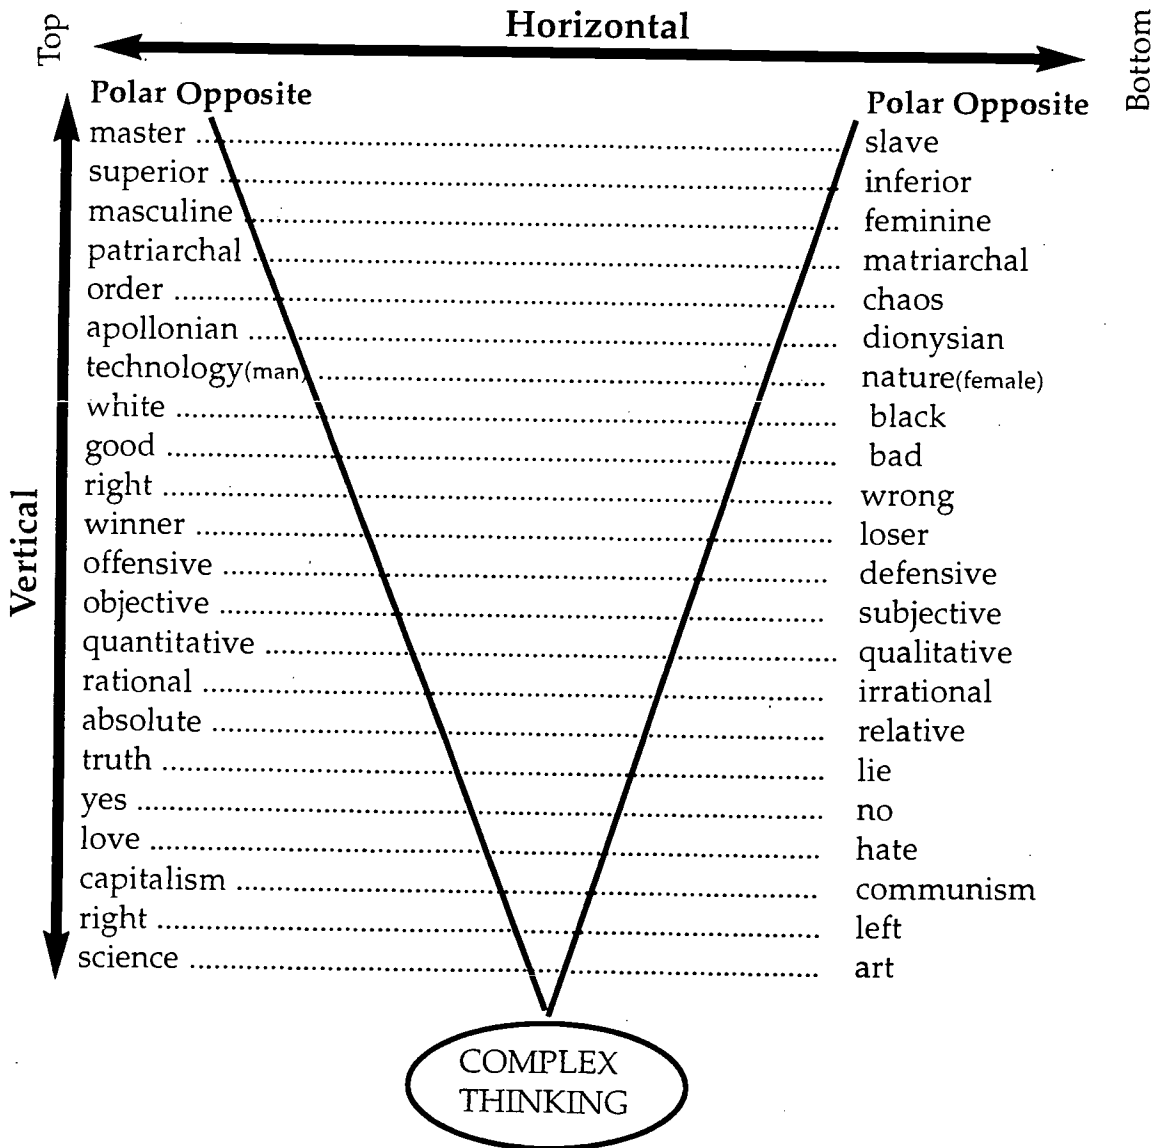 Horizontal
Top
Bottom
Polar Opposite Polar Opposite
master ........ slave
superior ........ inferior
masculine ........ feminine
patriarchal ........ matriarchal
order ........ chaos
apollonian ........ dionysian
technology(man) ........ nature(female)
white ........ black
good ........ bad
right ........ wrong
winner ........ loser
offensive ........ defensive
objective ........ subjective
quantitative ........ qualitative
rational ........ irrational
absolute ........ relative
truth ........ lie
yes ........ no
love ........ hate
capitalism ........ communism
right ........ left
science ........ art
Vertical
COMPLEX
THINKING